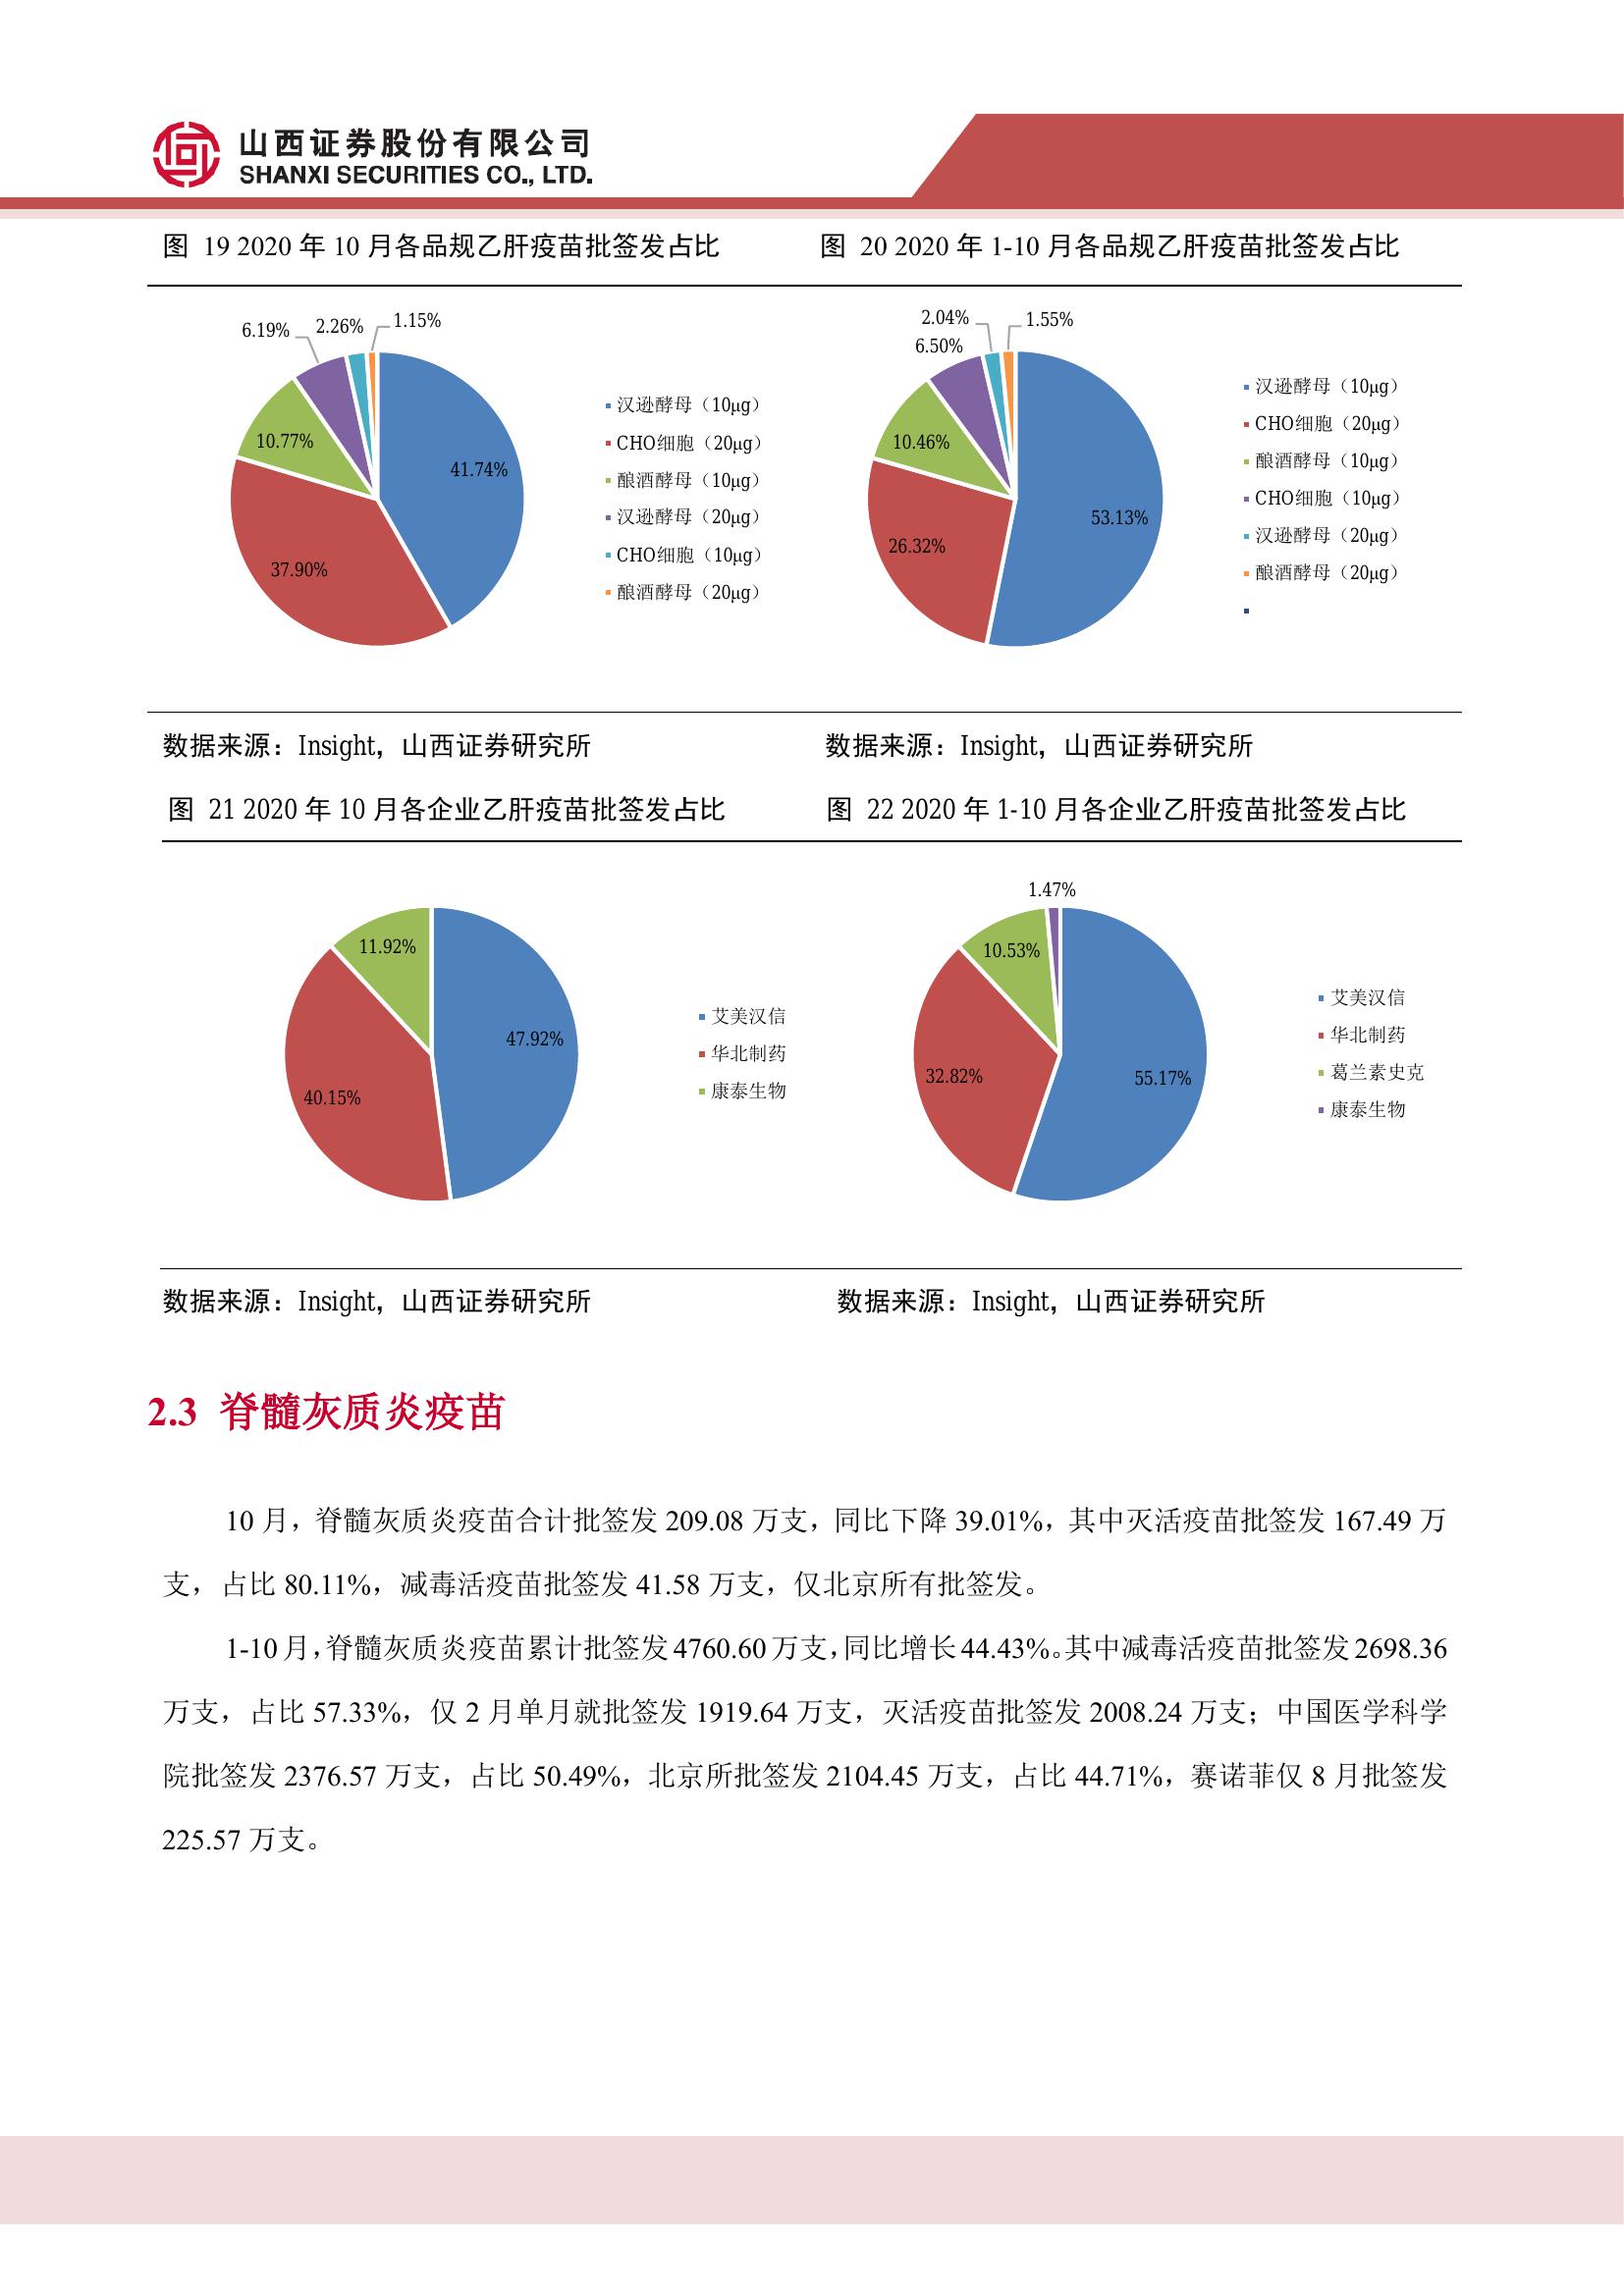 山西证券股份有限公司
SHANXI SECURITIES CO., LTD.
图 19 2020 年 10 月各品规乙肝疫苗批签发占比
图 20 2020 年 1-10 月各品规乙肝疫苗批签发占比
6.19%
2.26%
1.15%
10.77%
41.74%
37.90%
汉逊酵母（10μg）
CHO细胞（20μg）
酿酒酵母（10μg）
汉逊酵母（20μg）
CHO细胞（10μg）
酿酒酵母（20μg）
2.04%
1.55%
6.50%
10.46%
53.13%
26.32%
汉逊酵母（10μg）
CHO细胞（20μg）
酿酒酵母（10μg）
CHO细胞（10μg）
汉逊酵母（20μg）
酿酒酵母（20μg）
数据来源：Insight，山西证券研究所
数据来源：Insight，山西证券研究所
图 21 2020 年 10 月各企业乙肝疫苗批签发占比
图 22 2020 年 1-10 月各企业乙肝疫苗批签发占比
11.92%
47.92%
40.15%
艾美汉信
华北制药
康泰生物
1.47%
10.53%
32.82%
55.17%
艾美汉信
华北制药
葛兰素史克
康泰生物
数据来源：Insight，山西证券研究所
数据来源：Insight，山西证券研究所
2.3 脊髓灰质炎疫苗
10 月，脊髓灰质炎疫苗合计批签发 209.08 万支，同比下降 39.01%，其中灭活疫苗批签发 167.49 万
支，占比 80.11%，减毒活疫苗批签发 41.58 万支，仅北京所有批签发。
1-10 月，脊髓灰质炎疫苗累计批签发 4760.60 万支，同比增长 44.43%。其中减毒活疫苗批签发 2698.36
万支，占比 57.33%，仅 2 月单月就批签发 1919.64 万支，灭活疫苗批签发 2008.24 万支；中国医学科学
院批签发 2376.57 万支，占比 50.49%，北京所批签发 2104.45 万支，占比 44.71%，赛诺菲仅 8 月批签发
225.57 万支。